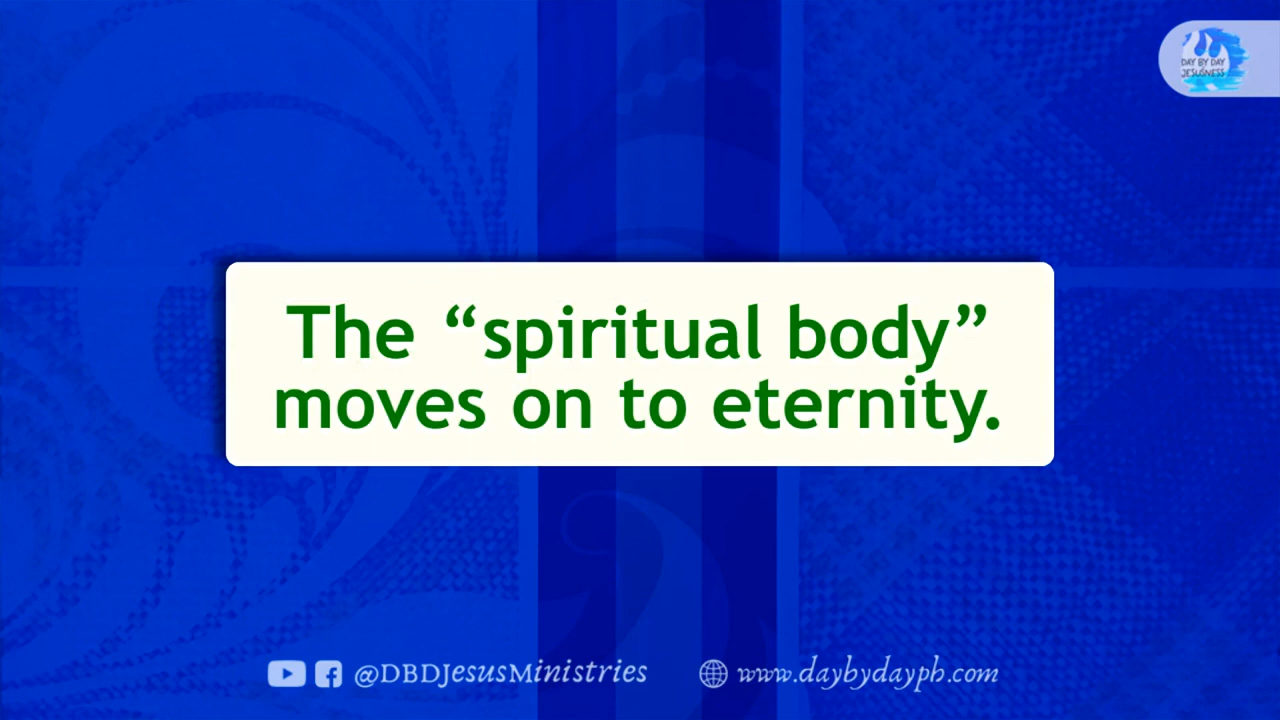 DAY BY DAY
JESUSNESS
The “spiritual body”
moves on to eternity.
@DBDJesusMinistries
www.daybydayph.com